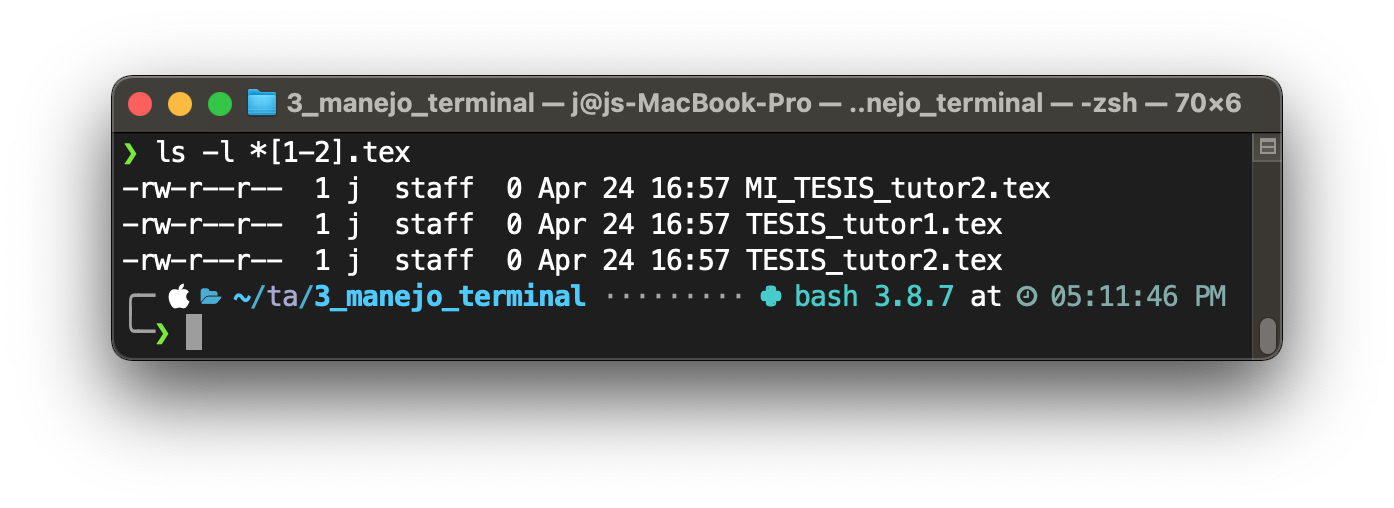 3_manejo_terminal — j@js-MacBook-Pro — ..nejo_terminal — -zsh — 70×6
❯ ls -l *[1-2].tex
-rw-r--r--  1 j  staff  0 Apr 24 16:57 MI_TESIS_tutor2.tex
-rw-r--r--  1 j  staff  0 Apr 24 16:57 TESIS_tutor1.tex
-rw-r--r--  1 j  staff  0 Apr 24 16:57 TESIS_tutor2.tex
~/ta/3_manejo_terminal ········· bash 3.8.7 at 05:11:46 PM
❯